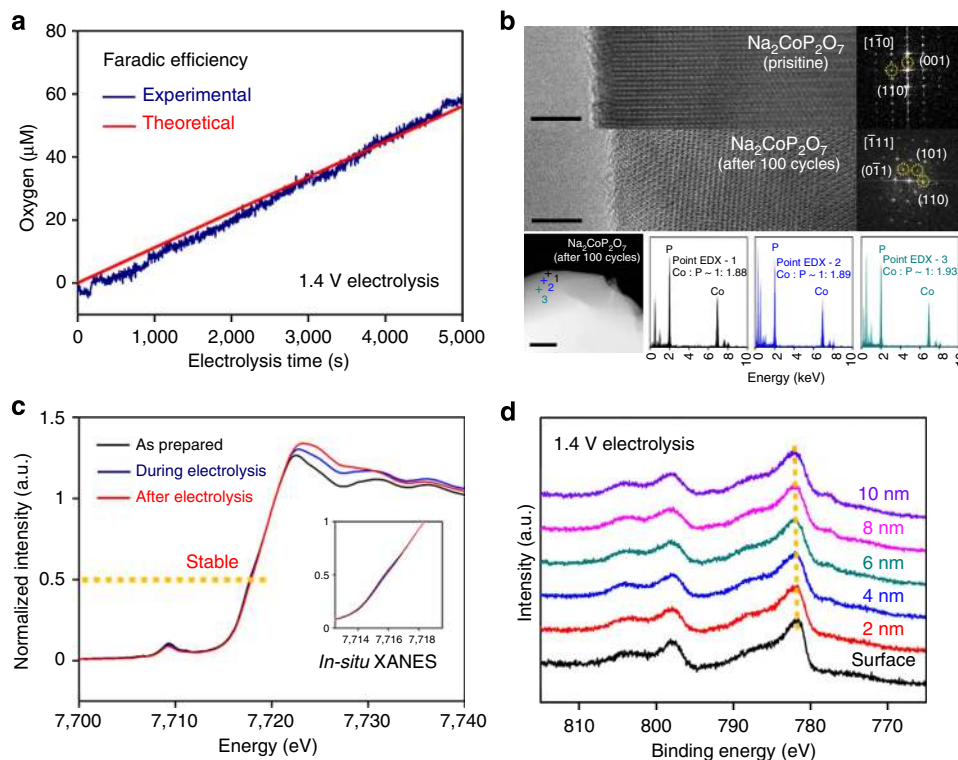 a
Faradic efficiency
Experimental
Theoretical
1.4 V electrolysis
Oxygen (µM)
80
60
40
20
0
0
1,000
2,000
3,000
4,000
5,000
Electrolysis time (s)
b
Na2CoP2O7
(prisitine)
[11̄0]
(001)
(110)
Na2CoP2O7
(after 100 cycles)
[1̄11]
(101)
(01̄1)
(110)
Na2CoP2O7
(after 100 cycles)
1
2
3
P
Point EDX - 1
Co : P ~ 1: 1.88
Co
0 2 4 6 8 10
P
Point EDX - 2
Co : P ~ 1: 1.89
Co
0 2 4 6 8 10
P
Point EDX - 3
Co : P ~ 1: 1.93
Co
0 2 4 6 8 10
Energy (keV)
c
As prepared
During electrolysis
After electrolysis
Stable
Normalized intensity (a.u.)
1.5
1
0.5
0
1
0.5
0
7,714 7,716 7,718
In-situ XANES
7,700
7,710
7,720
7,730
7,740
Energy (eV)
d
1.4 V electrolysis
10 nm
8 nm
6 nm
4 nm
2 nm
Surface
Intensity (a.u.)
810
800
790
780
770
Binding energy (eV)